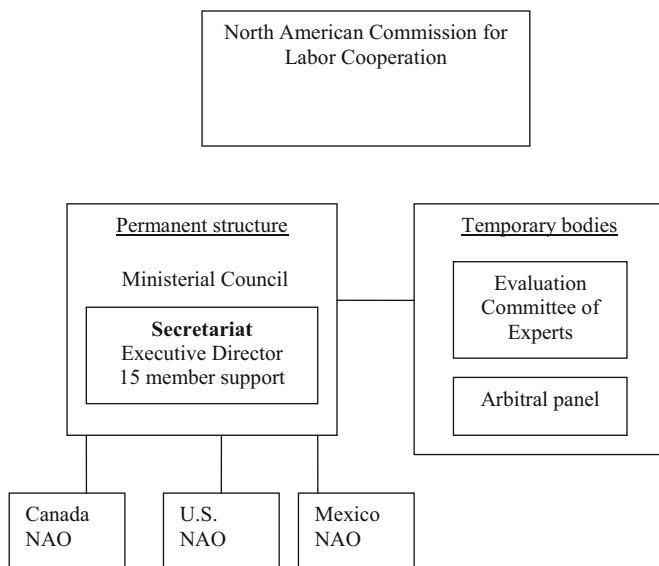 North American Commission for
Labor Cooperation
Permanent structure
Ministerial Council
Secretariat
Executive Director
15 member support
Temporary bodies
Evaluation
Committee of
Experts
Arbitral panel
Canada
NAO
U.S.
NAO
Mexico
NAO